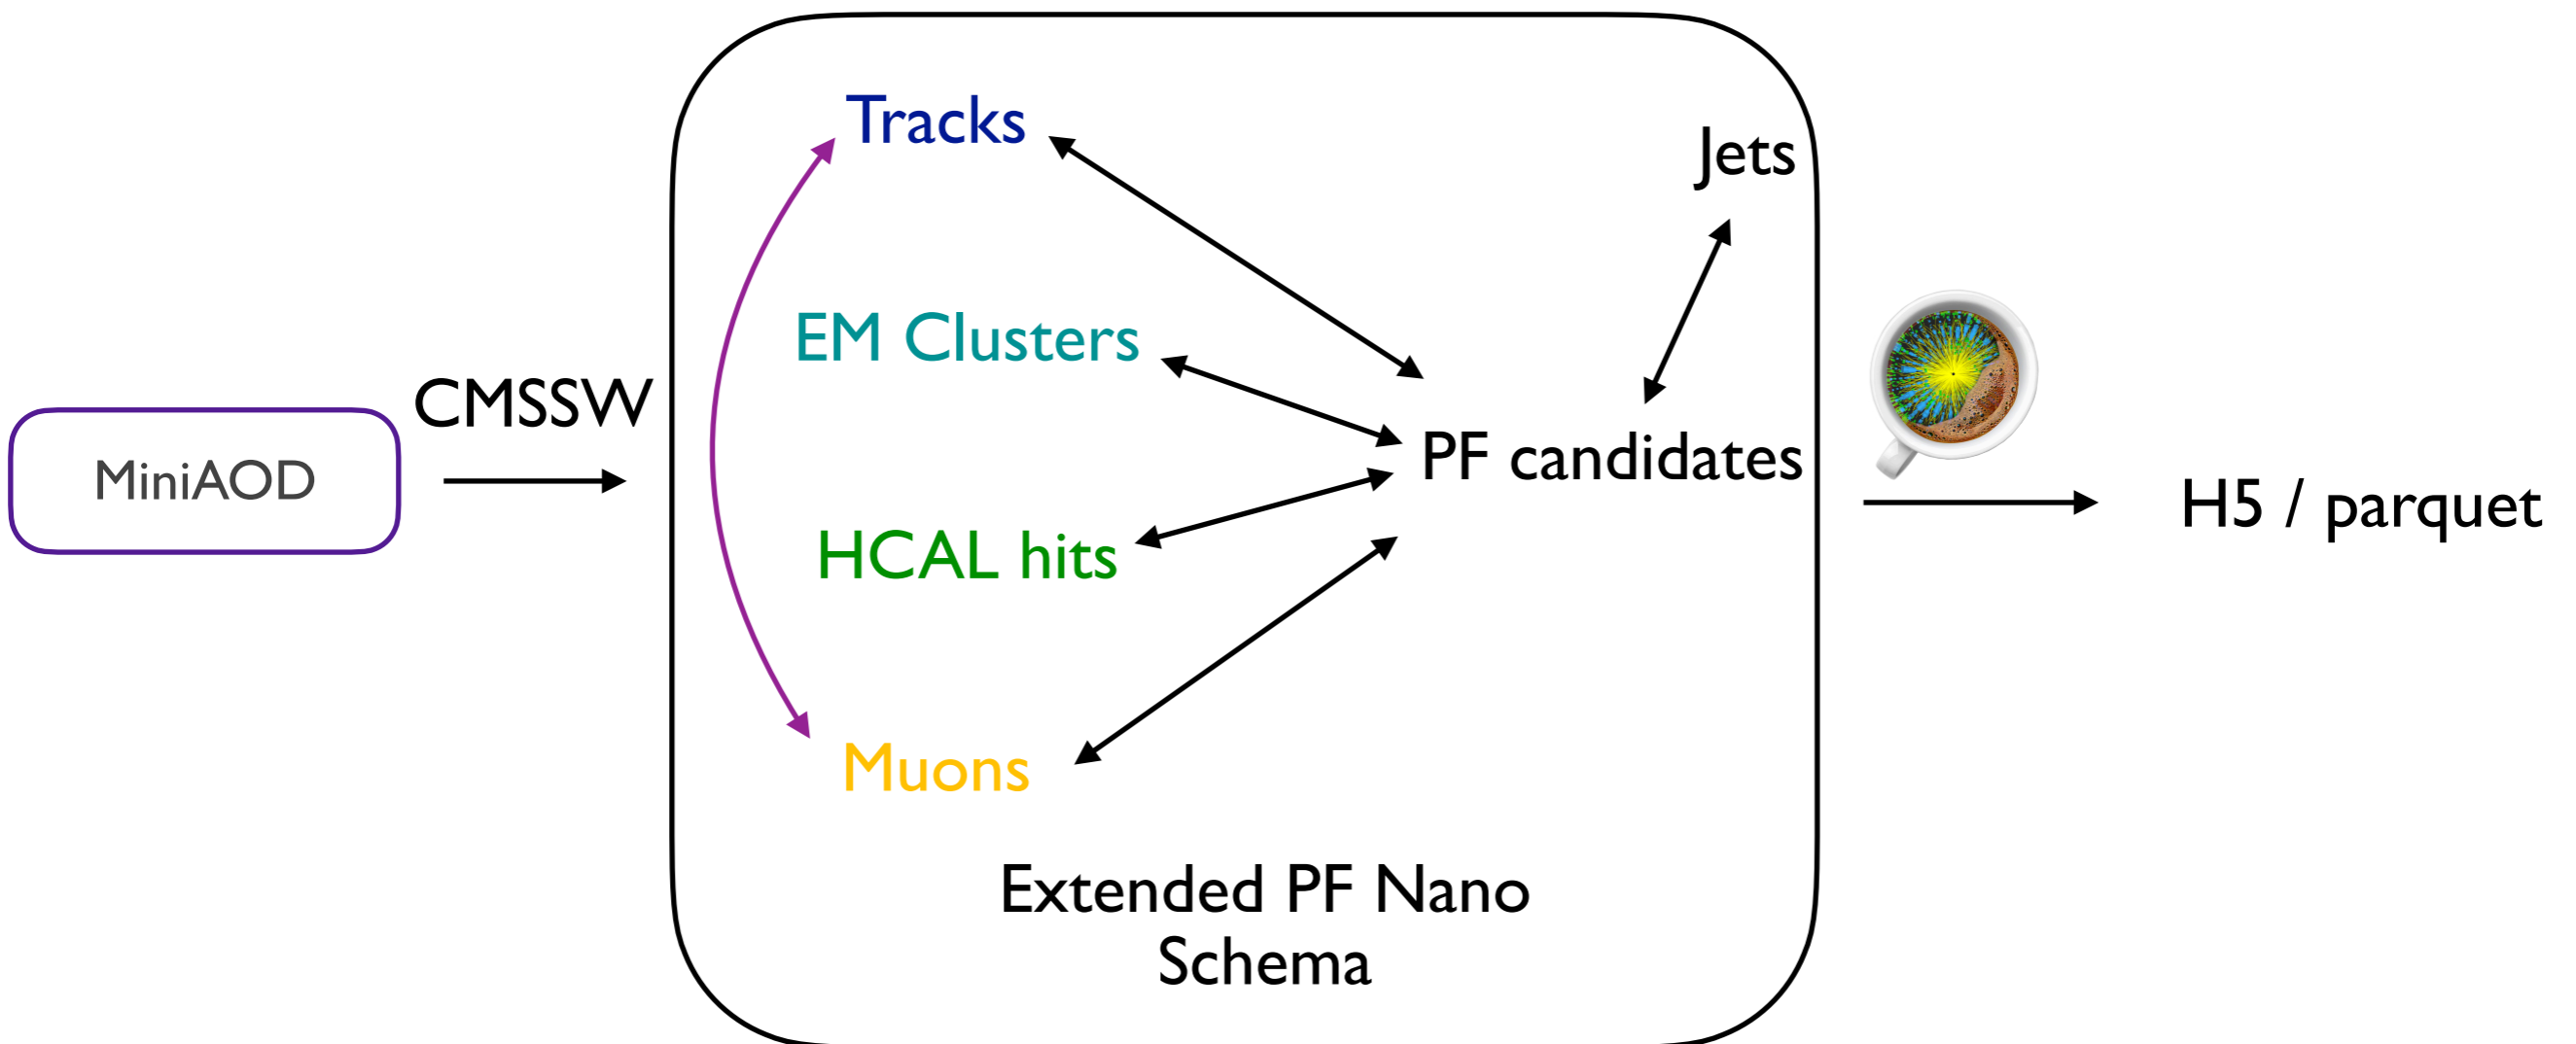 MiniAOD
CMSSW
Tracks
EM Clusters
HCAL hits
Muons
Jets
PF candidates
Extended PF Nano
Schema
H5 / parquet